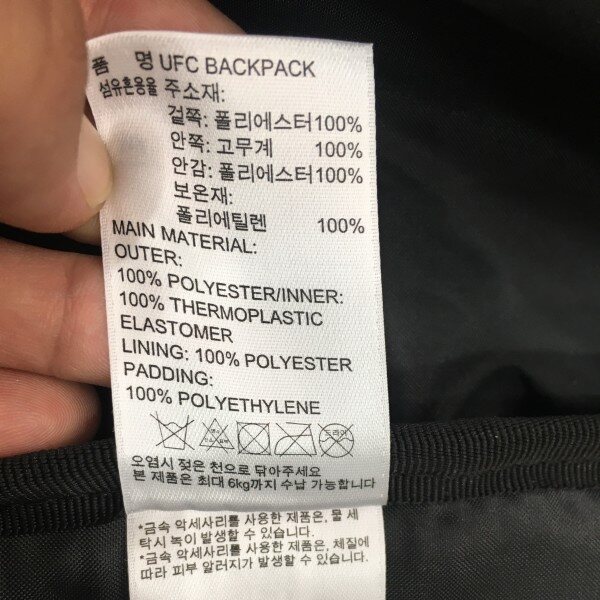 품 명 UFC BACKPACK
섬유혼용율 주소재:
겉쪽: 폴리에스터100%
안쪽: 고무계 100%
안감: 폴리에스터100%
보온재:
폴리에틸렌 100%
MAIN MATERIAL:
OUTER:
100% POLYESTER/INNER:
100% THERMOPLASTIC
ELASTOMER
LINING: 100% POLYESTER
PADDING:
100% POLYETHYLENE
오염시 젖은 천으로 닦아주세요
본 제품은 최대 6kg까지 수납 가능합니다
*금속 악세사리를 사용한 제품은, 물 세
탁시 녹이 발생할 수 있습니다.
*금속 악세사리를 사용한 제품은, 체질에
따라 피부 알러지가 발생할 수 있습니다.